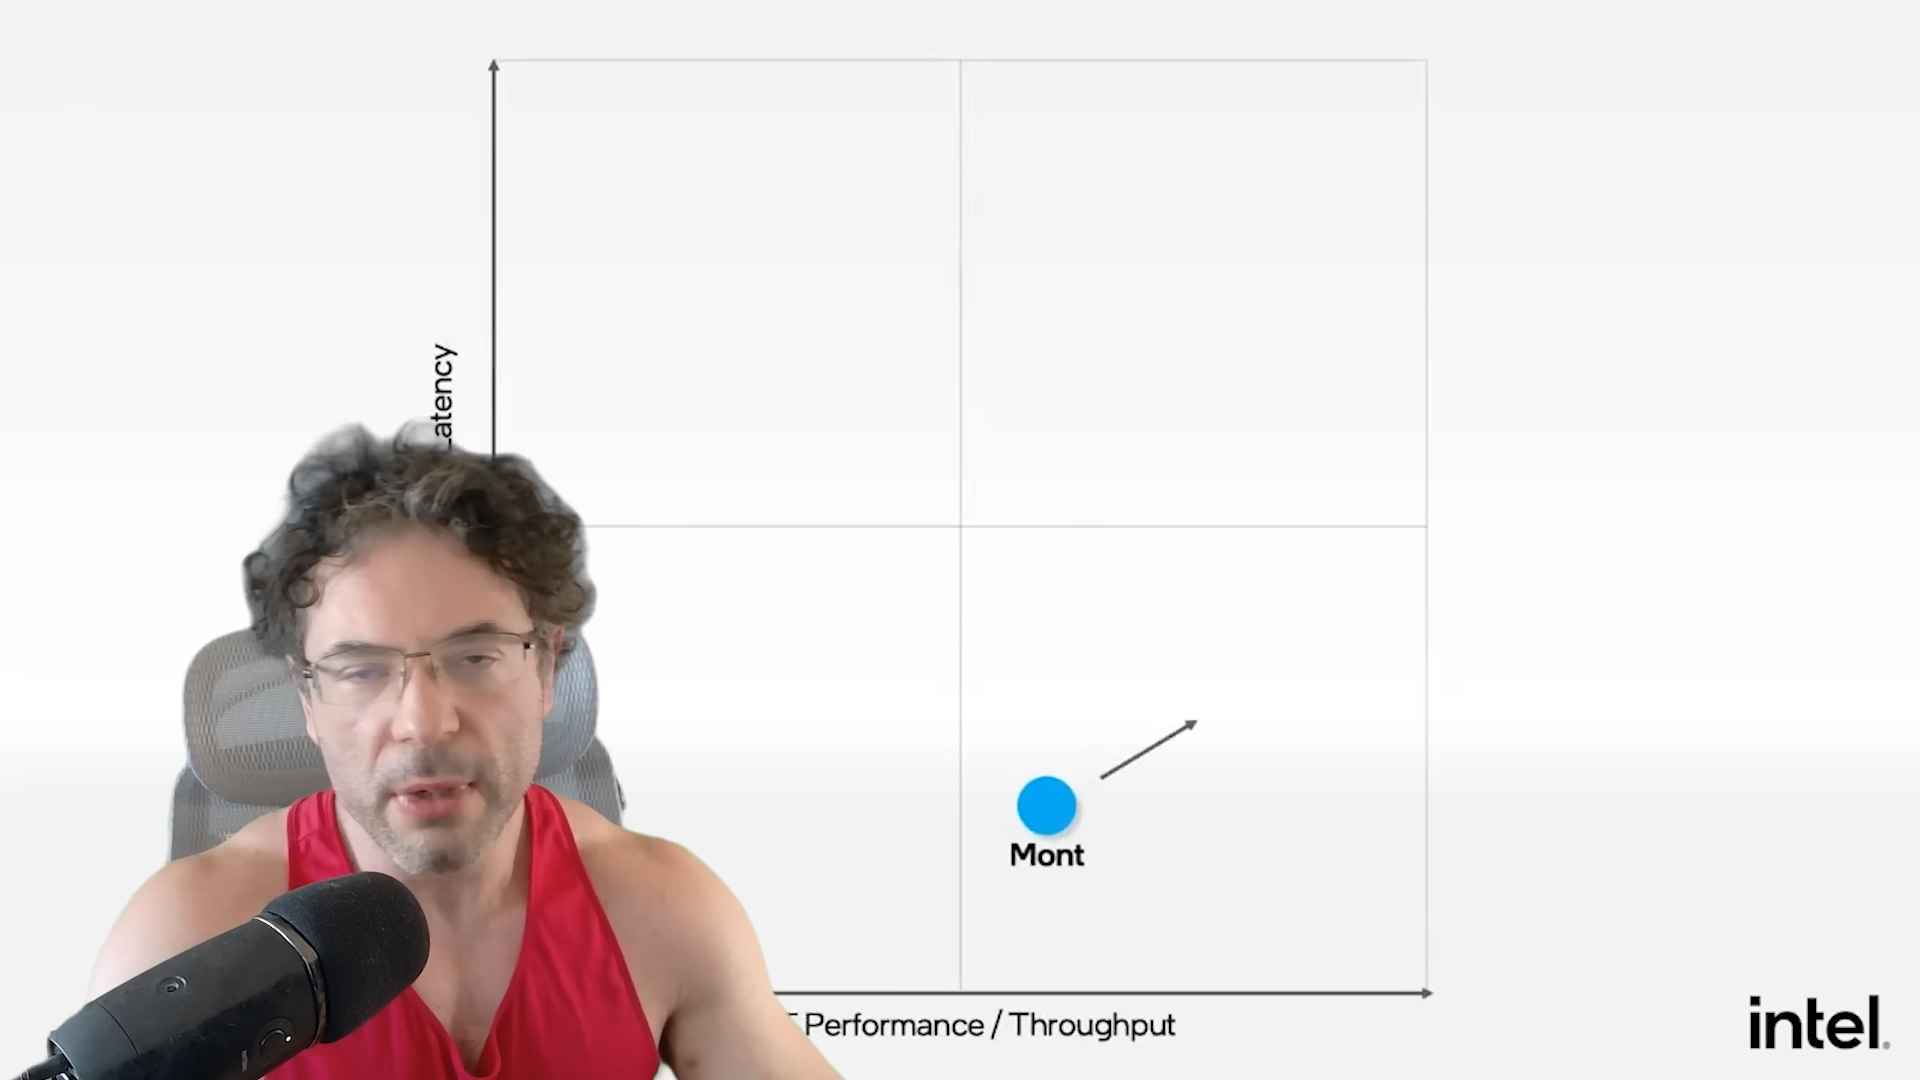 Latency
Mont
Performance / Throughput
intel.